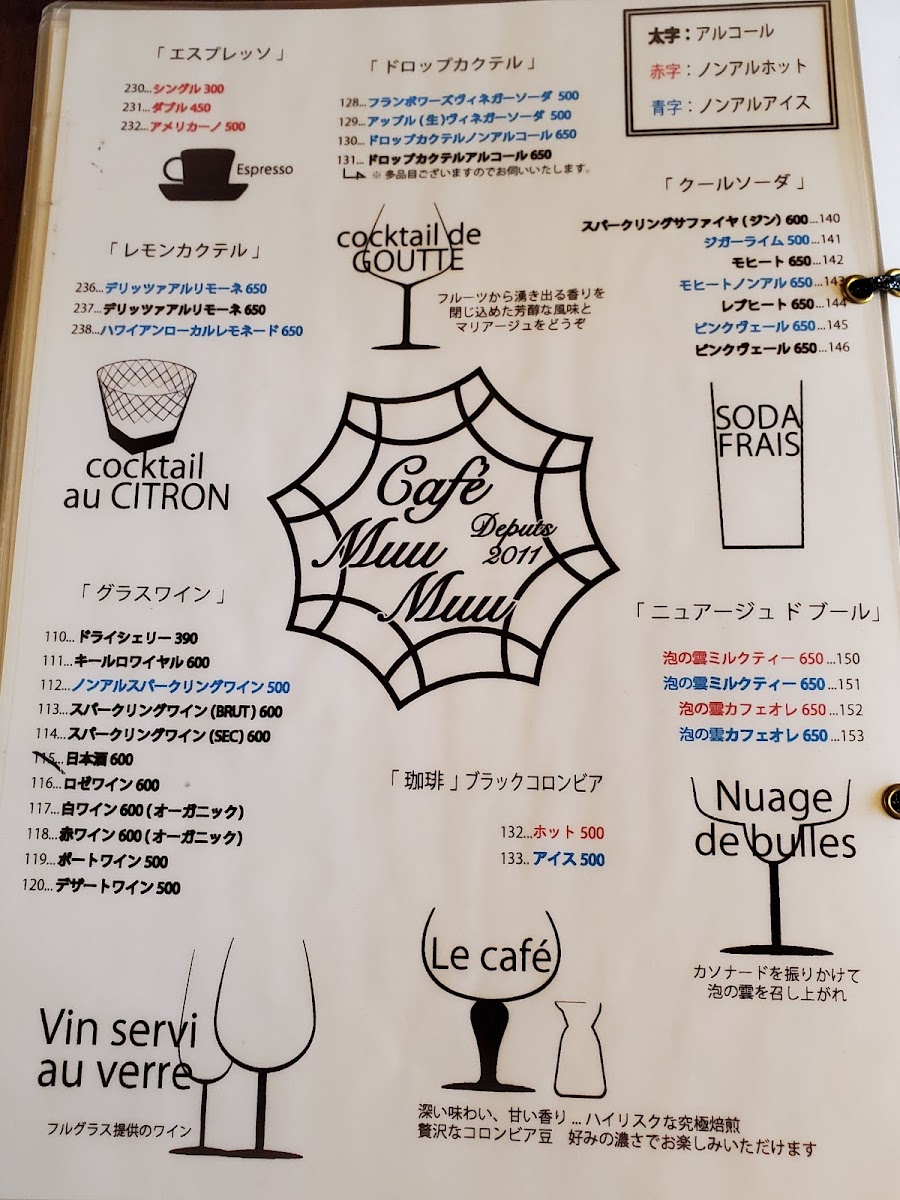 「 エスプレッソ 」
230...シングル 300
231...ダブル 450
232...アメリカーノ 500
Espresso
「 ドロップカクテル 」
128...フランボワーズヴィネガーソーダ 500
129...アップル (生)ヴィネガーソーダ 500
130...ドロップカクテルノンアルコール 650
131...ドロップカクテルアルコール 650
※ 多品目ございますのでお伺いいたします。
太字：アルコール
赤字：ノンアルホット
青字：ノンアルアイス
「 クールソーダ 」
スパークリングサファイヤ (ジン) 600...140
ジガーライム 500...141
モヒート 650...142
モヒートノンアル 650...143
レブヒート 650...144
ピンクヴェール 650...145
ピンクヴェール 650...146
SODA
FRAIS
「 レモンカクテル 」
236...デリッツァアルリモーネ 650
237...デリッツァアルリモーネ 650
238...ハワイアンローカルレモネード 650
cocktail
au CITRON
cocktail de
GOUTTE
フルーツから湧き出る香りを
閉じ込めた芳醇な風味と
マリアージュをどうぞ
Café
Muu
Muu
Deputs
2011
「 グラスワイン 」
110...ドライシェリー 390
111...キールロワイヤル 600
112...ノンアルスパークリングワイン 500
113...スパークリングワイン (BRUT) 600
114...スパークリングワイン (SEC) 600
115...日本酒 600
116...ロゼワイン 600
117...白ワイン 600 ( オーガニック)
118...赤ワイン 600 ( オーガニック)
119...ポートワイン 500
120...デザートワイン 500
Vin servi
au verre
フルグラス提供のワイン
「 珈琲 」ブラックコロンビア
132...ホット 500
133.. アイス 500
Le café
深い味わい、甘い香り ... ハイリスクな究極焙煎
贅沢なコロンビア豆　好みの濃さでお楽しみいただけます
「 ニュアージュ ド ブール」
泡の雲ミルクティー 650 ...150
泡の雲ミルクティー 650 ...151
泡の雲カフェオレ 650 ...152
泡の雲カフェオレ 650 ...153
Nuage
de bulles
カソナードを振りかけて
泡の雲を召し上がれ